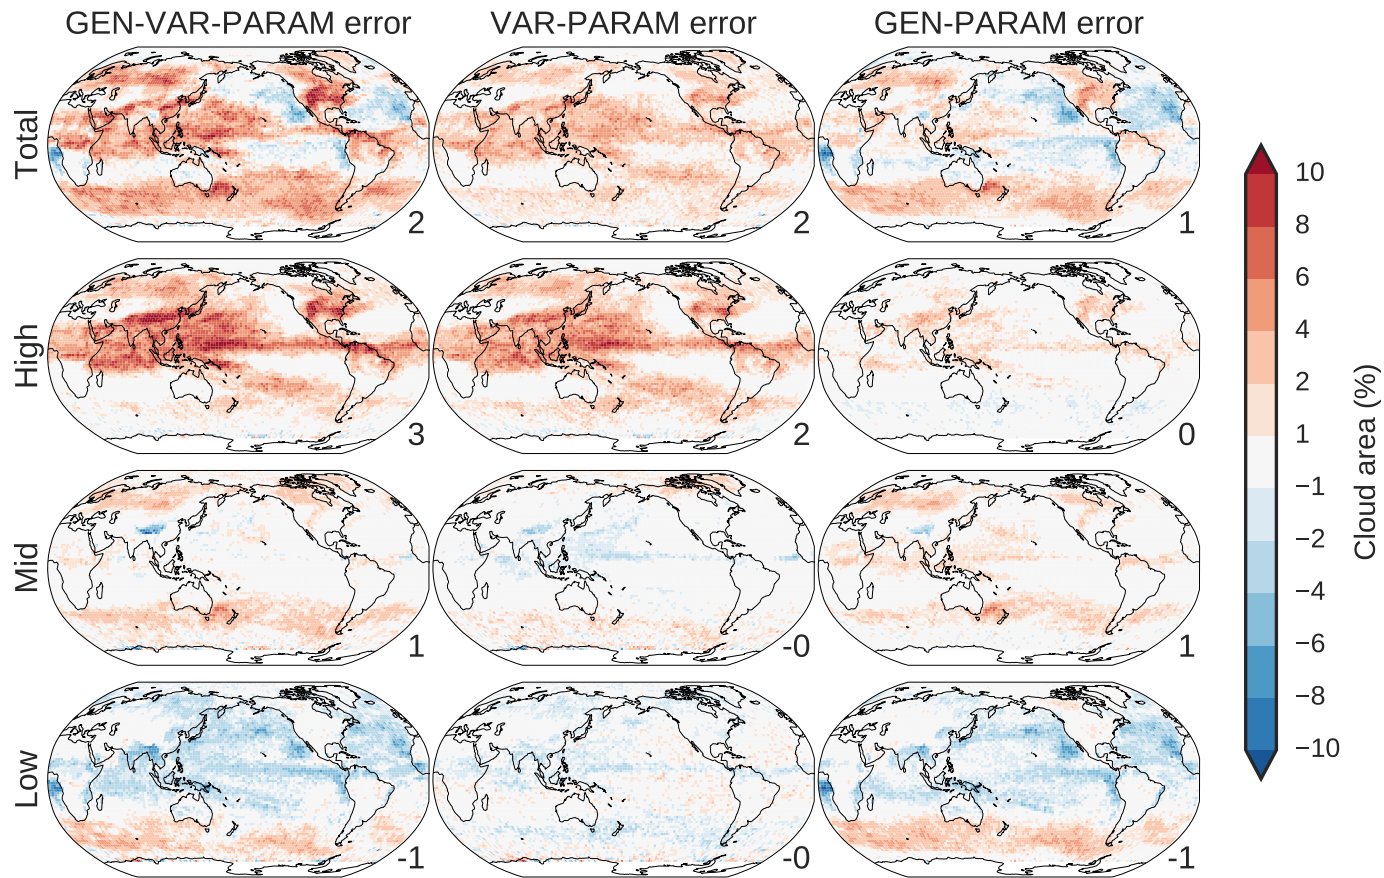 GEN-VAR-PARAM error VAR-PARAM error GEN-PARAM error
Total
2 2 1
High
3 2 0
Mid
1 -0 1
Low
-1 -0 -1
10
8
6
4
2
1
−1
−2
−4
−6
−8
−10
Cloud area (%)